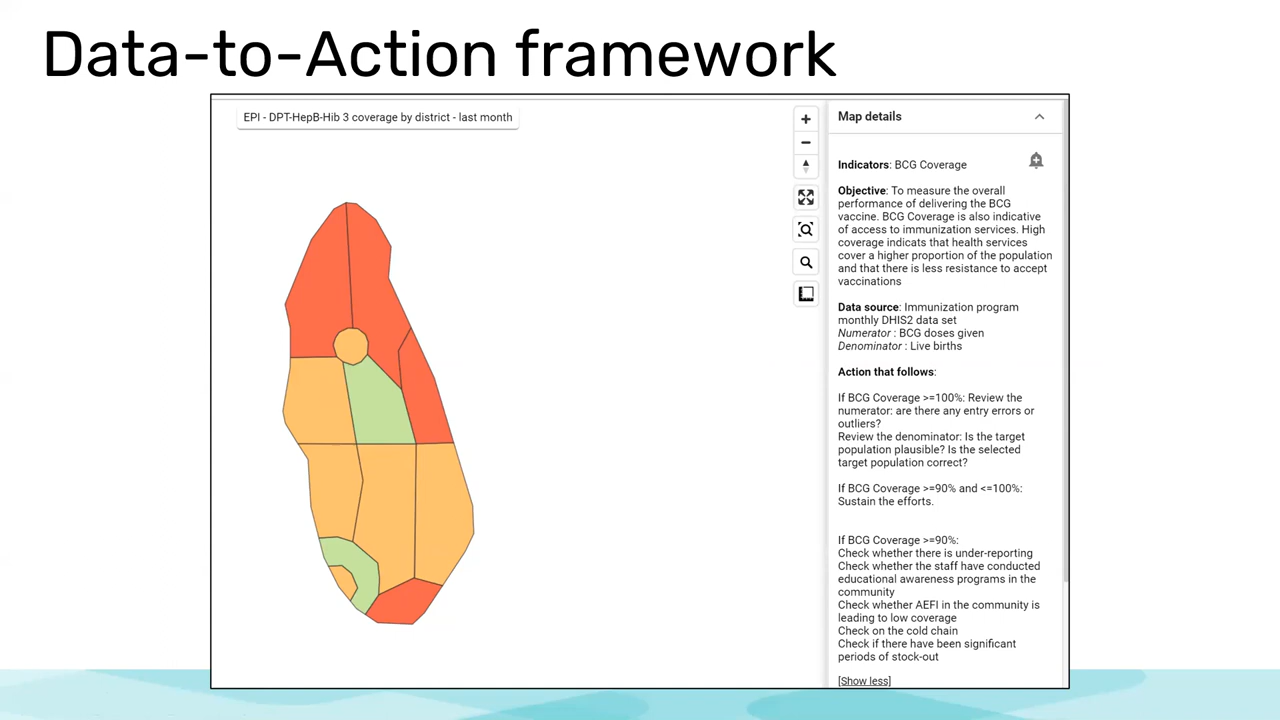 Data-to-Action framework
EPI - DPT-HepB-Hib 3 coverage by district - last month
Map details
Indicators: BCG Coverage
Objective: To measure the overall
performance of delivering the BCG
vaccine. BCG Coverage is also indicative
of access to immunization services. High
coverage indicats that health services
cover a higher proportion of the population
and that there is less resistance to accept
vaccinations
Data source: Immunization program
monthly DHIS2 data set
Numerator : BCG doses given
Denominator : Live births
Action that follows:
If BCG Coverage >=100%: Review the
numerator: are there any entry errors or
outliers?
Review the denominator: Is the target
population plausible? Is the selected
target population correct?
If BCG Coverage >=90% and <=100%:
Sustain the efforts.
If BCG Coverage >=90%:
Check whether there is under-reporting
Check whether the staff have conducted
educational awareness programs in the
community
Check whether AEFI in the community is
leading to low coverage
Check on the cold chain
Check if there have been significant
periods of stock-out
[Show less]